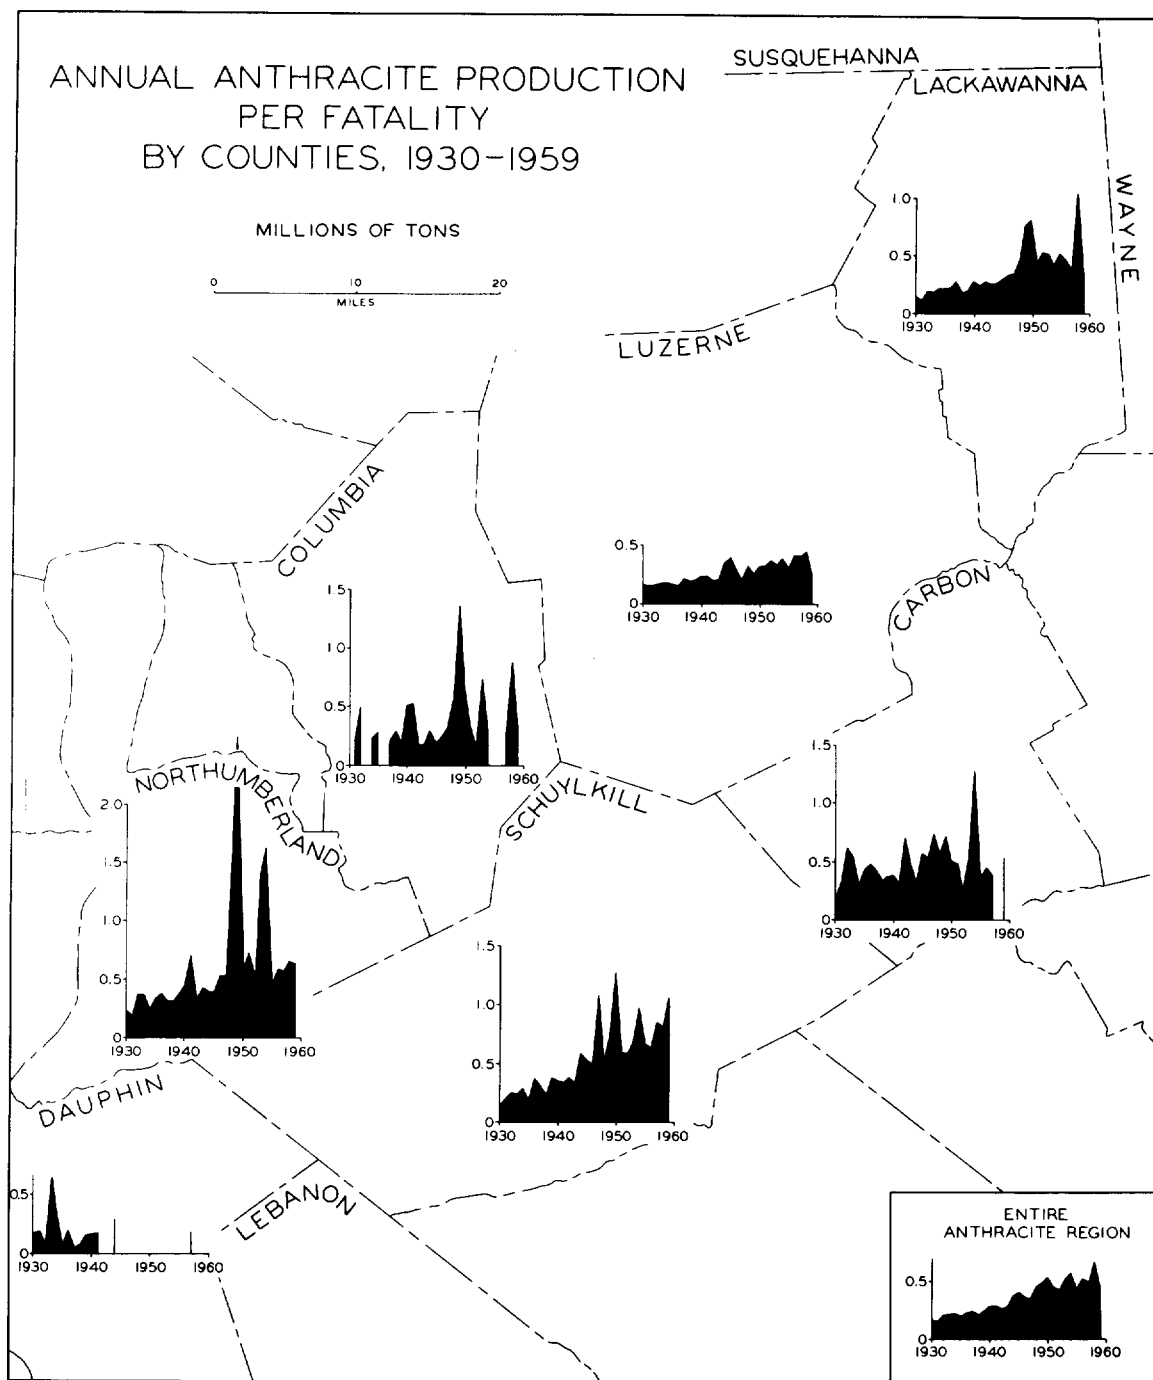 ANNUAL ANTHRACITE PRODUCTION
PER FATALITY
BY COUNTIES, 1930-1959
MILLIONS OF TONS
0 10 20
MILES
SUSQUEHANNA
LACKAWANNA
WAYNE
1.0
0.5
0
1930 1940 1950 1960
LUZERNE
0.5
0
1930 1940 1950 1960
COLUMBIA
1.5
1.0
0.5
0
1930 1940 1950 1960
CARBON
1.5
1.0
0.5
0
1930 1940 1950 1960
NORTHUMBERLAND
2.0
1.5
1.0
0.5
0
1930 1940 1950 1960
SCHUYLKILL
1.5
1.0
0.5
0
1930 1940 1950 1960
DAUPHIN
0.5
0
1930 1940 1950 1960
LEBANON
ENTIRE
ANTHRACITE REGION
0.5
0
1930 1940 1950 1960